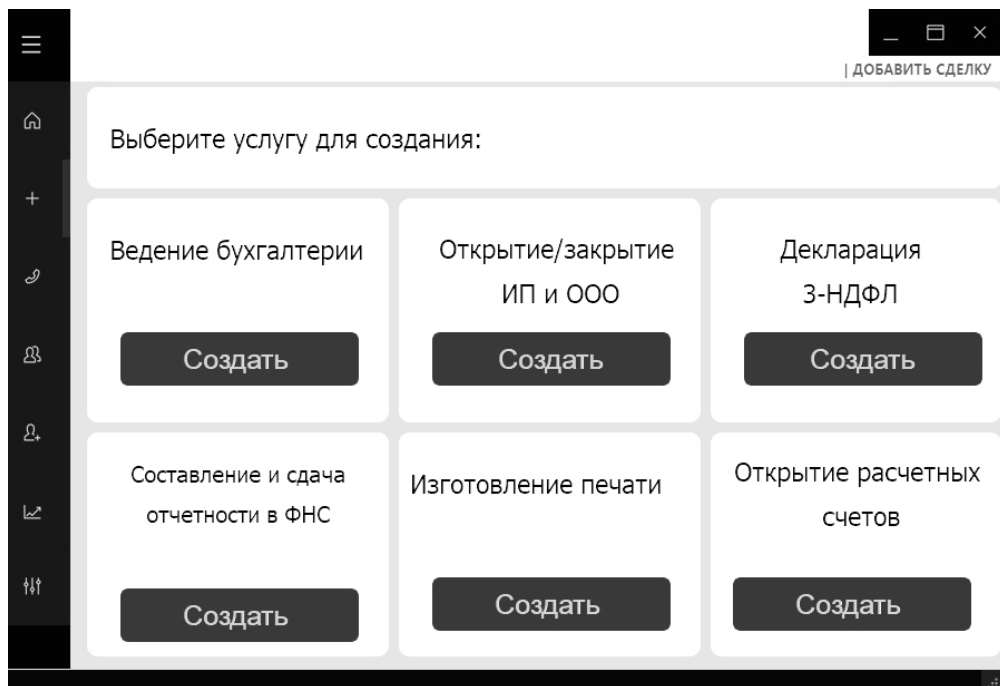 | ДОБАВИТЬ СДЕЛКУ
Выберите услугу для создания:
Ведение бухгалтерии
Создать
Открытие/закрытие
ИП и ООО
Создать
Декларация
3-НДФЛ
Создать
Составление и сдача
отчетности в ФНС
Создать
Изготовление печати
Создать
Открытие расчетных
счетов
Создать